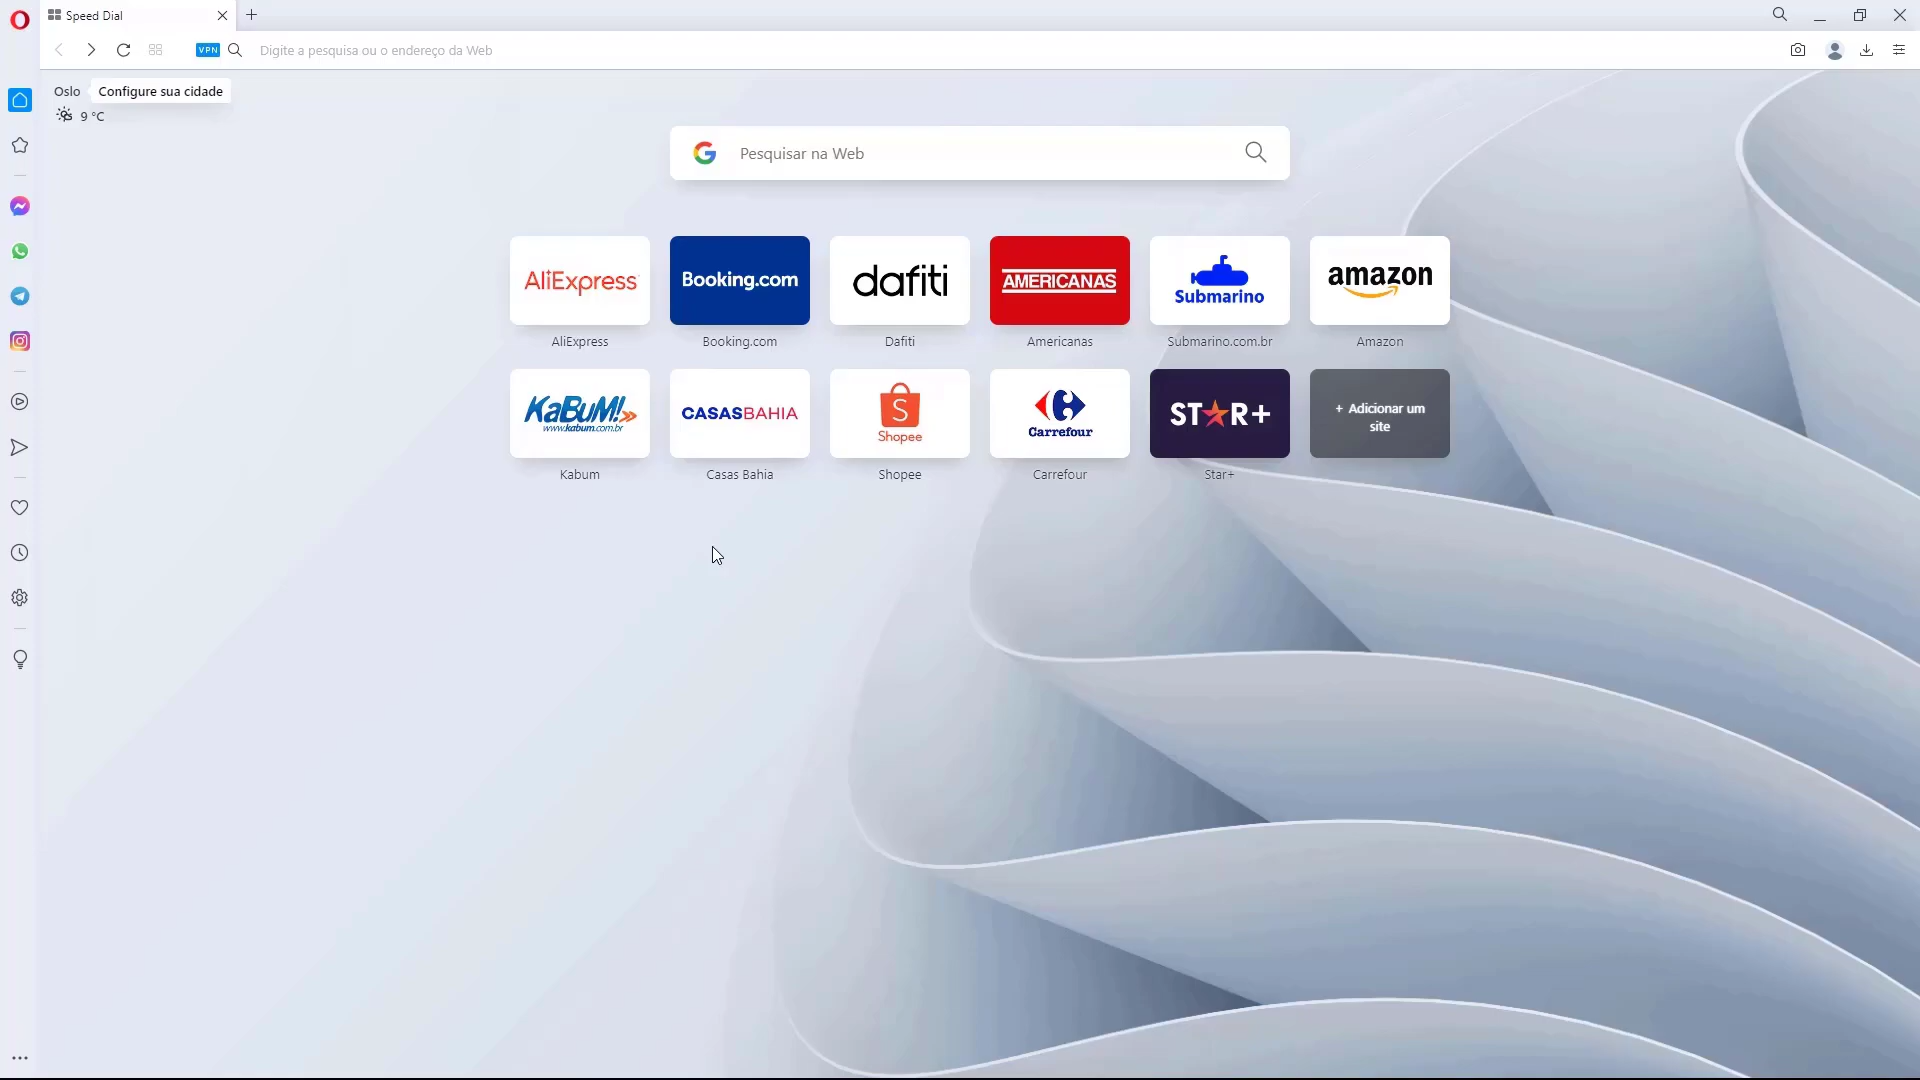 Speed Dial
VPN
Digite a pesquisa ou o endereço da Web
Oslo
Configure sua cidade
9 °C
Pesquisar na Web
AliExpress
Booking.com
dafiti
AMERICANAS
Submarino
amazon
AliExpress
Booking.com
Dafiti
Americanas
Submarino.com.br
Amazon
KaBuM!
www.kabum.com.br
CASASBAHIA
S
Shopee
Carrefour
ST★R+
+ Adicionar um
site
Kabum
Casas Bahia
Shopee
Carrefour
Star+